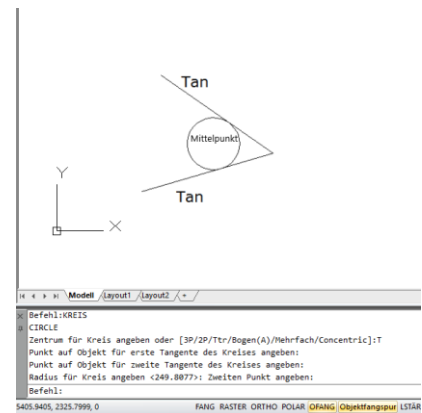 Tan
Mittelpunkt
Tan
Y
X
Modell Layout1 Layout2 +
Befehl:KREIS
CIRCLE
Zentrum für Kreis angeben oder [3P/2P/Ttr/Bogen(A)/Mehrfach/Concentric]:T
Punkt auf Objekt für erste Tangente des Kreises angeben:
Punkt auf Objekt für zweite Tangente des Kreises angeben:
Radius für Kreis angeben <249.8077>: Zweiten Punkt angeben:
Befehl:
5405.9405, 2325.7999, 0 FANG RASTER ORTHO POLAR OFANG Objektfangspur LSTÄR